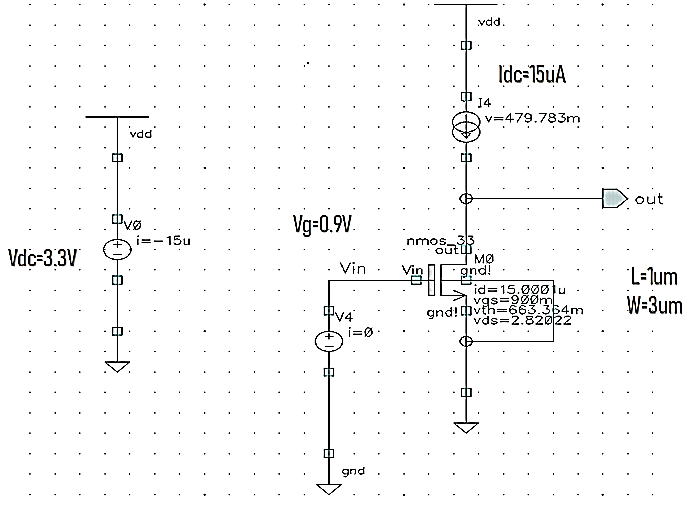 vdd
Idc=15uA
I4
v=479.783m
vdd
out
V0
i=-15u
Vdc=3.3V
Vg=0.9V
nmos_33
out
M0
Vin
Vin
gnd!
id=15.0001u
vgs=900m
gnd!
vth=663.364m
vds=2.82022
L=1um
W=3um
V4
i=0
gnd